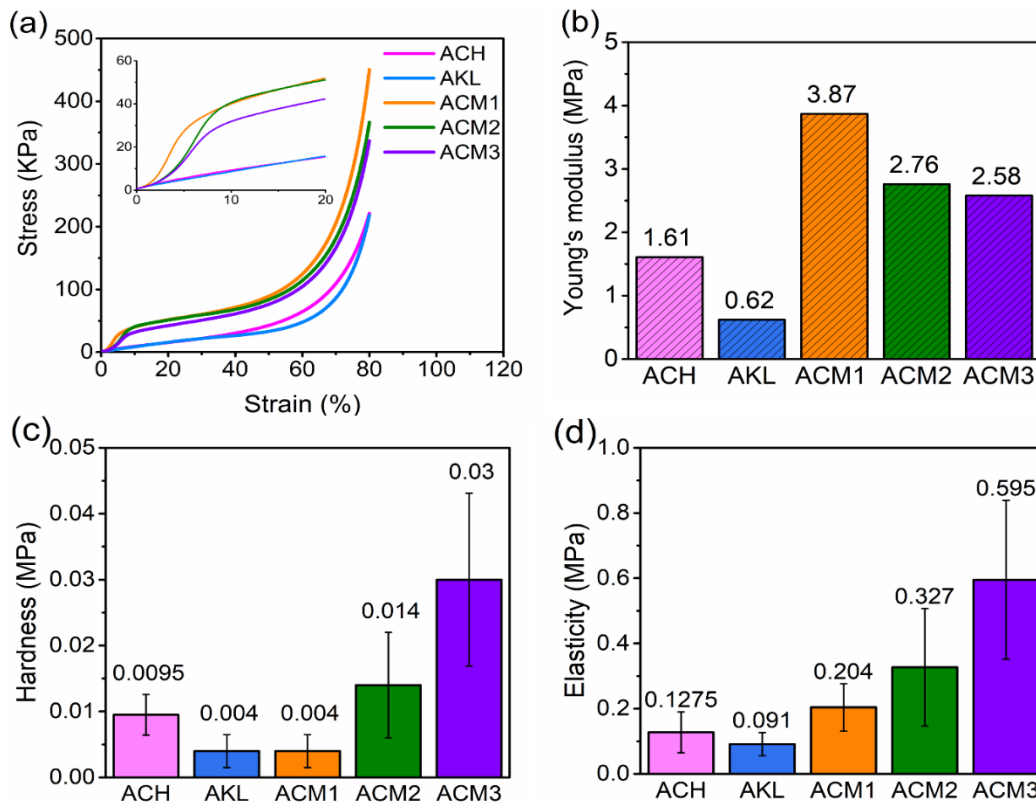 (a)
500
400
300
200
100
0
0 20 40 60 80 100 120
Stress (KPa)
Strain (%)
60
40
20
0
0 10 20
ACH
AKL
ACM1
ACM2
ACM3
(b)
5
4
3
2
1
0
Young's modulus (MPa)
1.61
0.62
3.87
2.76
2.58
ACH AKL ACM1 ACM2 ACM3
(c)
0.05
0.04
0.03
0.02
0.01
0.00
Hardness (MPa)
0.0095
0.004
0.004
0.014
0.03
ACH AKL ACM1 ACM2 ACM3
(d)
1.0
0.8
0.6
0.4
0.2
0.0
Elasticity (MPa)
0.1275
0.091
0.204
0.327
0.595
ACH AKL ACM1 ACM2 ACM3